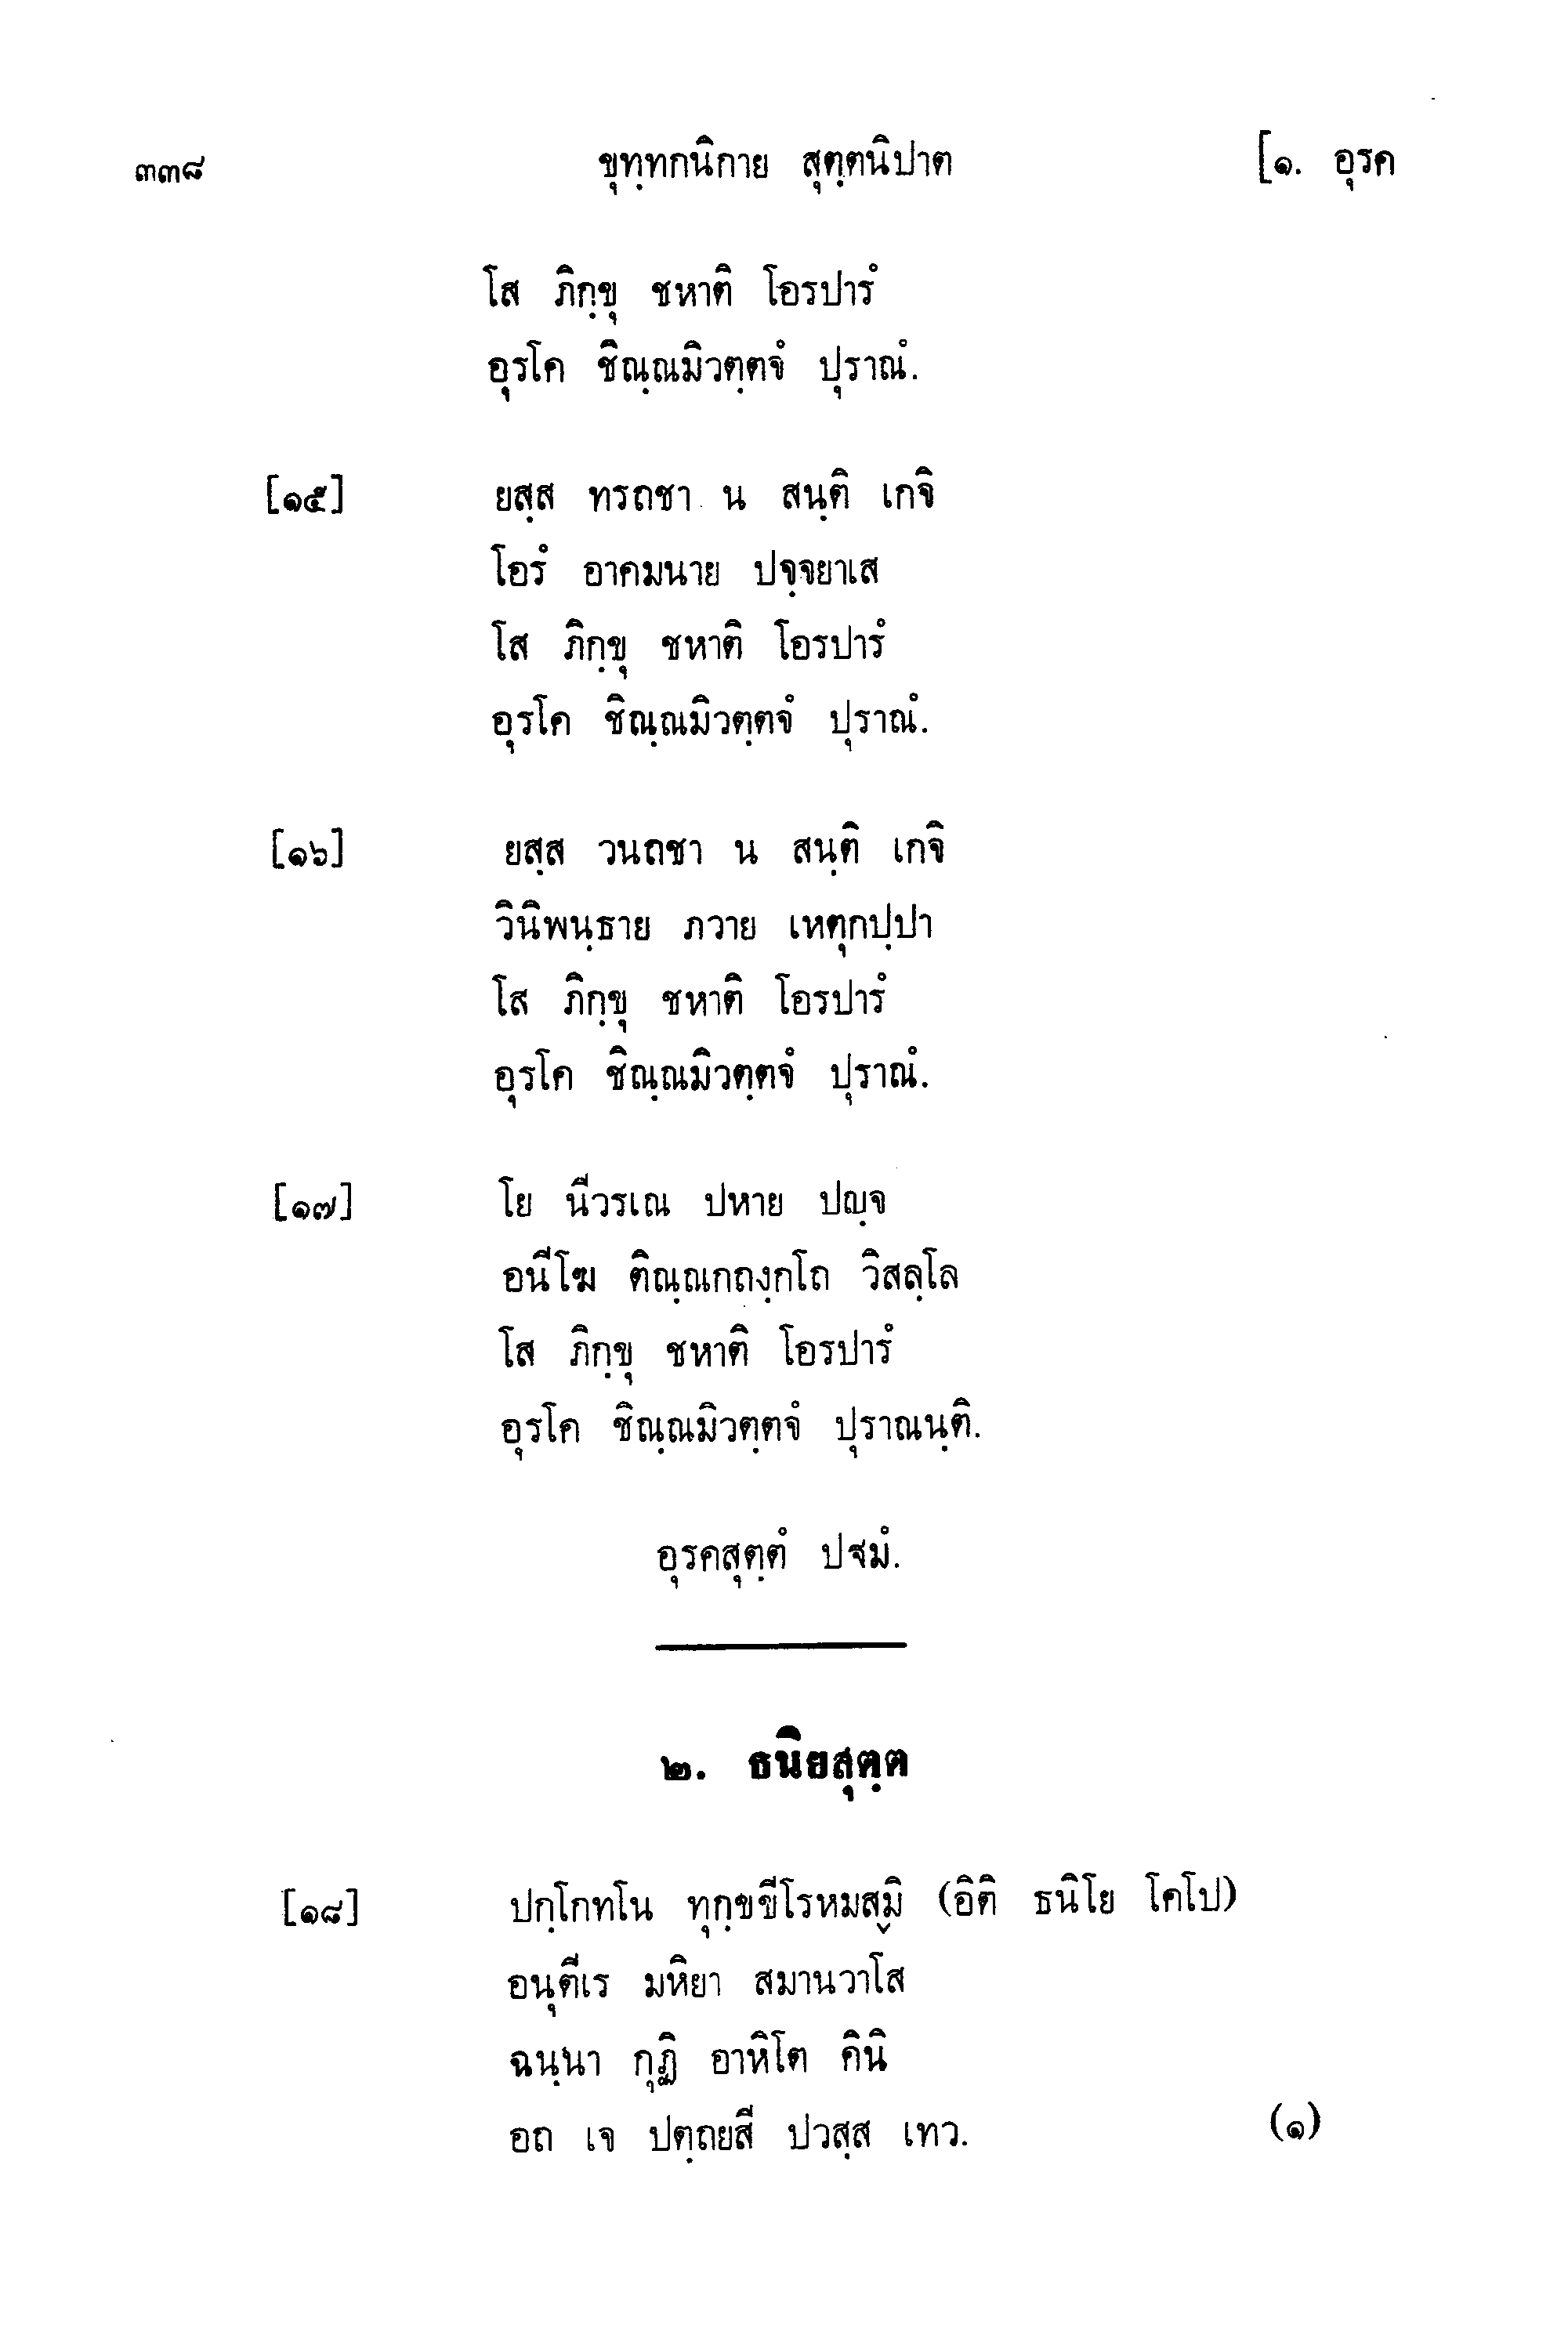 ๓๓๘ ขุทฺทกนิกาย สุตฺตนิปาต [๑. อุรค
โส ภิกฺขุ ชหาติ โอรปารํ
อุรโค ชิณฺณมิวตฺตจํ ปุราณํ.
[๑๕] ยสฺส ทรถชา น สนฺติ เกจิ
โอรํ อาคมนาย ปจฺจยาเส
โส ภิกฺขุ ชหาติ โอรปารํ
อุรโค ชิณฺณมิวตฺตจํ ปุราณํ.
[๑๖] ยสฺส วนถชา น สนฺติ เกจิ
วินิพนฺธาย ภวาย เหตุกปฺปา
โส ภิกฺขุ ชหาติ โอรปารํ
อุรโค ชิณฺณมิวตฺตจํ ปุราณํ.
[๑๗] โย นีวรเณ ปหาย ปญฺจ
อนีโฆ ติณฺณกถงฺกโถ วิสลฺโล
โส ภิกฺขุ ชหาติ โอรปารํ
อุรโค ชิณฺณมิวตฺตจํ ปุราณนฺติ.
อุรคสุตฺตํ ปฐมํ.
๒. ธนิยสุตฺต
[๑๘] ปกฺโกทโน ทุกฺขขีโรหมสฺมิ (อิติ ธนิโย โคโป)
อนุตีเร มหิยา สมานวาโส
ฉนฺนา กุฏิ อาหิโต คินิ
อถ เจ ปตฺถยสี ปวสฺส เทว. (๑)